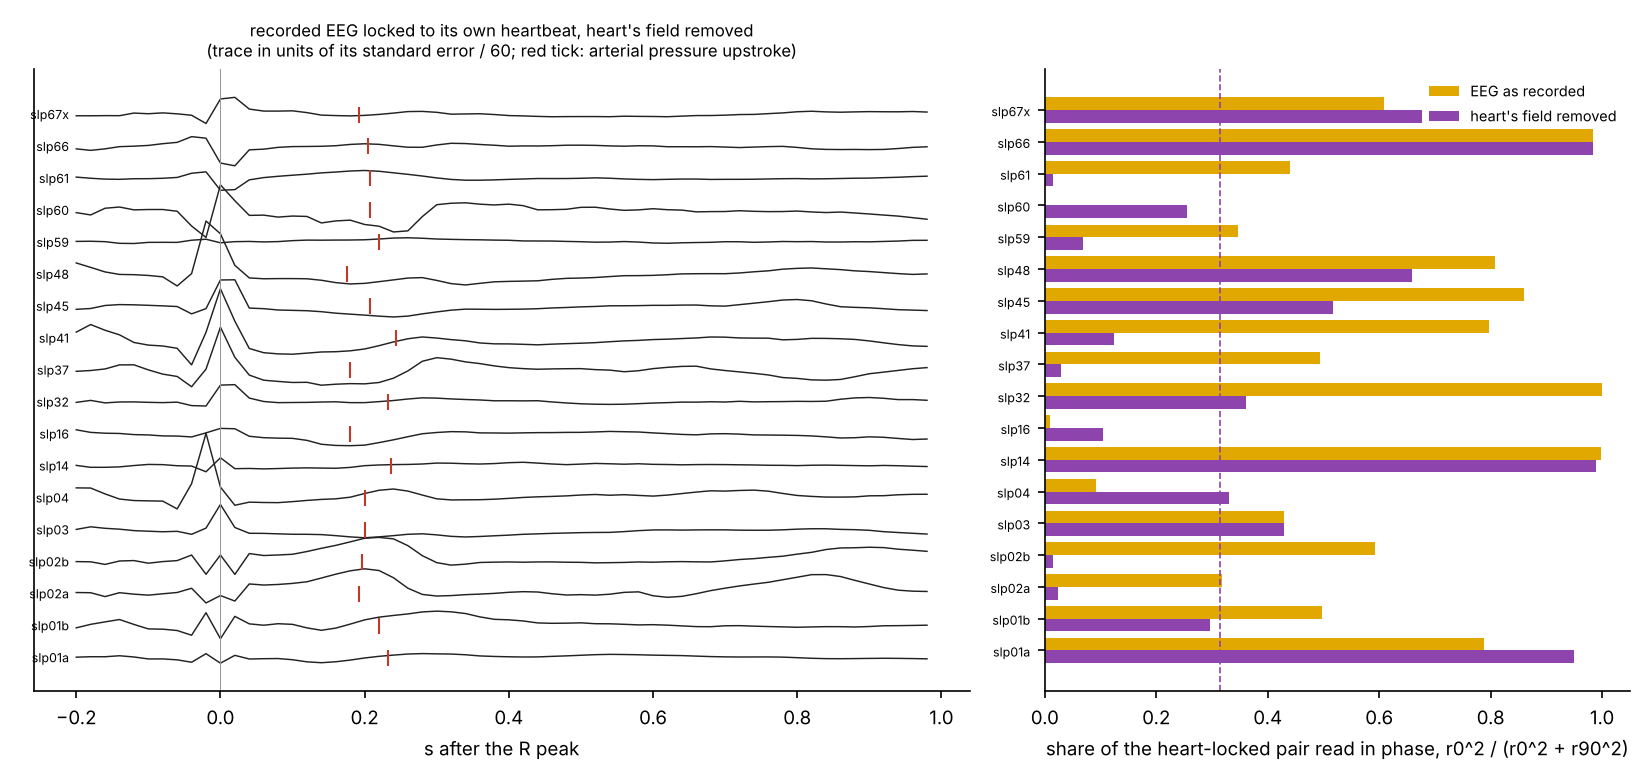 recorded EEG locked to its own heartbeat, heart's field removed
(trace in units of its standard error / 60; red tick: arterial pressure upstroke)
slp67x
slp66
slp61
slp60
slp59
slp48
slp45
slp41
slp37
slp32
slp16
slp14
slp04
slp03
slp02b
slp02a
slp01b
slp01a
−0.2 0.0 0.2 0.4 0.6 0.8 1.0
s after the R peak
EEG as recorded
heart's field removed
slp67x
slp66
slp61
slp60
slp59
slp48
slp45
slp41
slp37
slp32
slp16
slp14
slp04
slp03
slp02b
slp02a
slp01b
slp01a
0.0 0.2 0.4 0.6 0.8 1.0
share of the heart-locked pair read in phase, r0^2 / (r0^2 + r90^2)